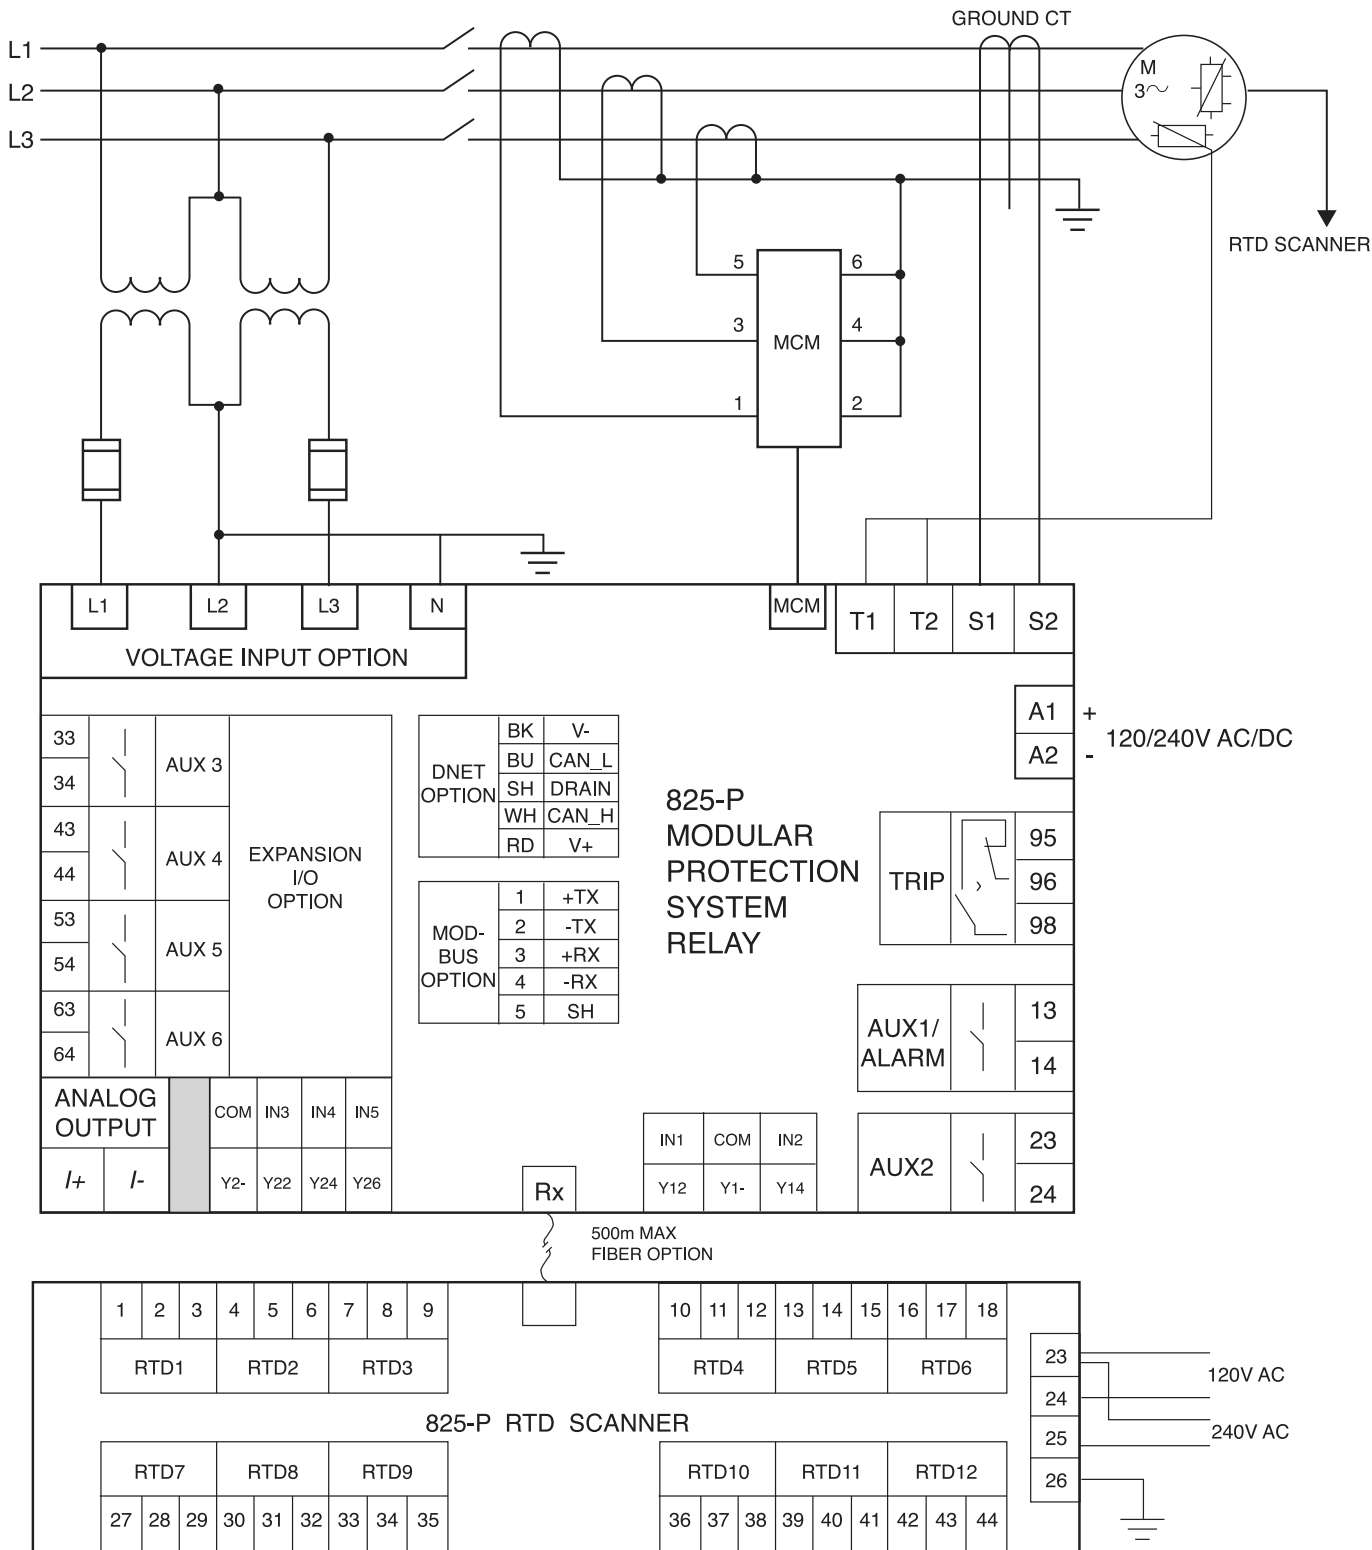 GROUND CT
L1
L2
L3
M
3~
RTD SCANNER
5 6
3 4
MCM
1 2
L1 L2 L3 N
VOLTAGE INPUT OPTION
MCM
T1 T2 S1 S2
A1 +
A2 -
120/240V AC/DC
33
34
AUX 3
43
44
AUX 4
53
54
AUX 5
63
64
AUX 6
EXPANSION
I/O
OPTION
DNET
OPTION
BK V-
BU CAN_L
SH DRAIN
WH CAN_H
RD V+
MOD-
BUS
OPTION
1 +TX
2 -TX
3 +RX
4 -RX
5 SH
825-P
MODULAR
PROTECTION
SYSTEM
RELAY
TRIP
95
96
98
AUX1/
ALARM
13
14
AUX2
23
24
ANALOG
OUTPUT
I+ I-
COM IN3 IN4 IN5
Y2- Y22 Y24 Y26
Rx
IN1 COM IN2
Y12 Y1- Y14
500m MAX
FIBER OPTION
1 2 3 4 5 6 7 8 9
RTD1 RTD2 RTD3
10 11 12 13 14 15 16 17 18
RTD4 RTD5 RTD6
825-P RTD SCANNER
RTD7 RTD8 RTD9
27 28 29 30 31 32 33 34 35
RTD10 RTD11 RTD12
36 37 38 39 40 41 42 43 44
23
24
25
26
120V AC
240V AC